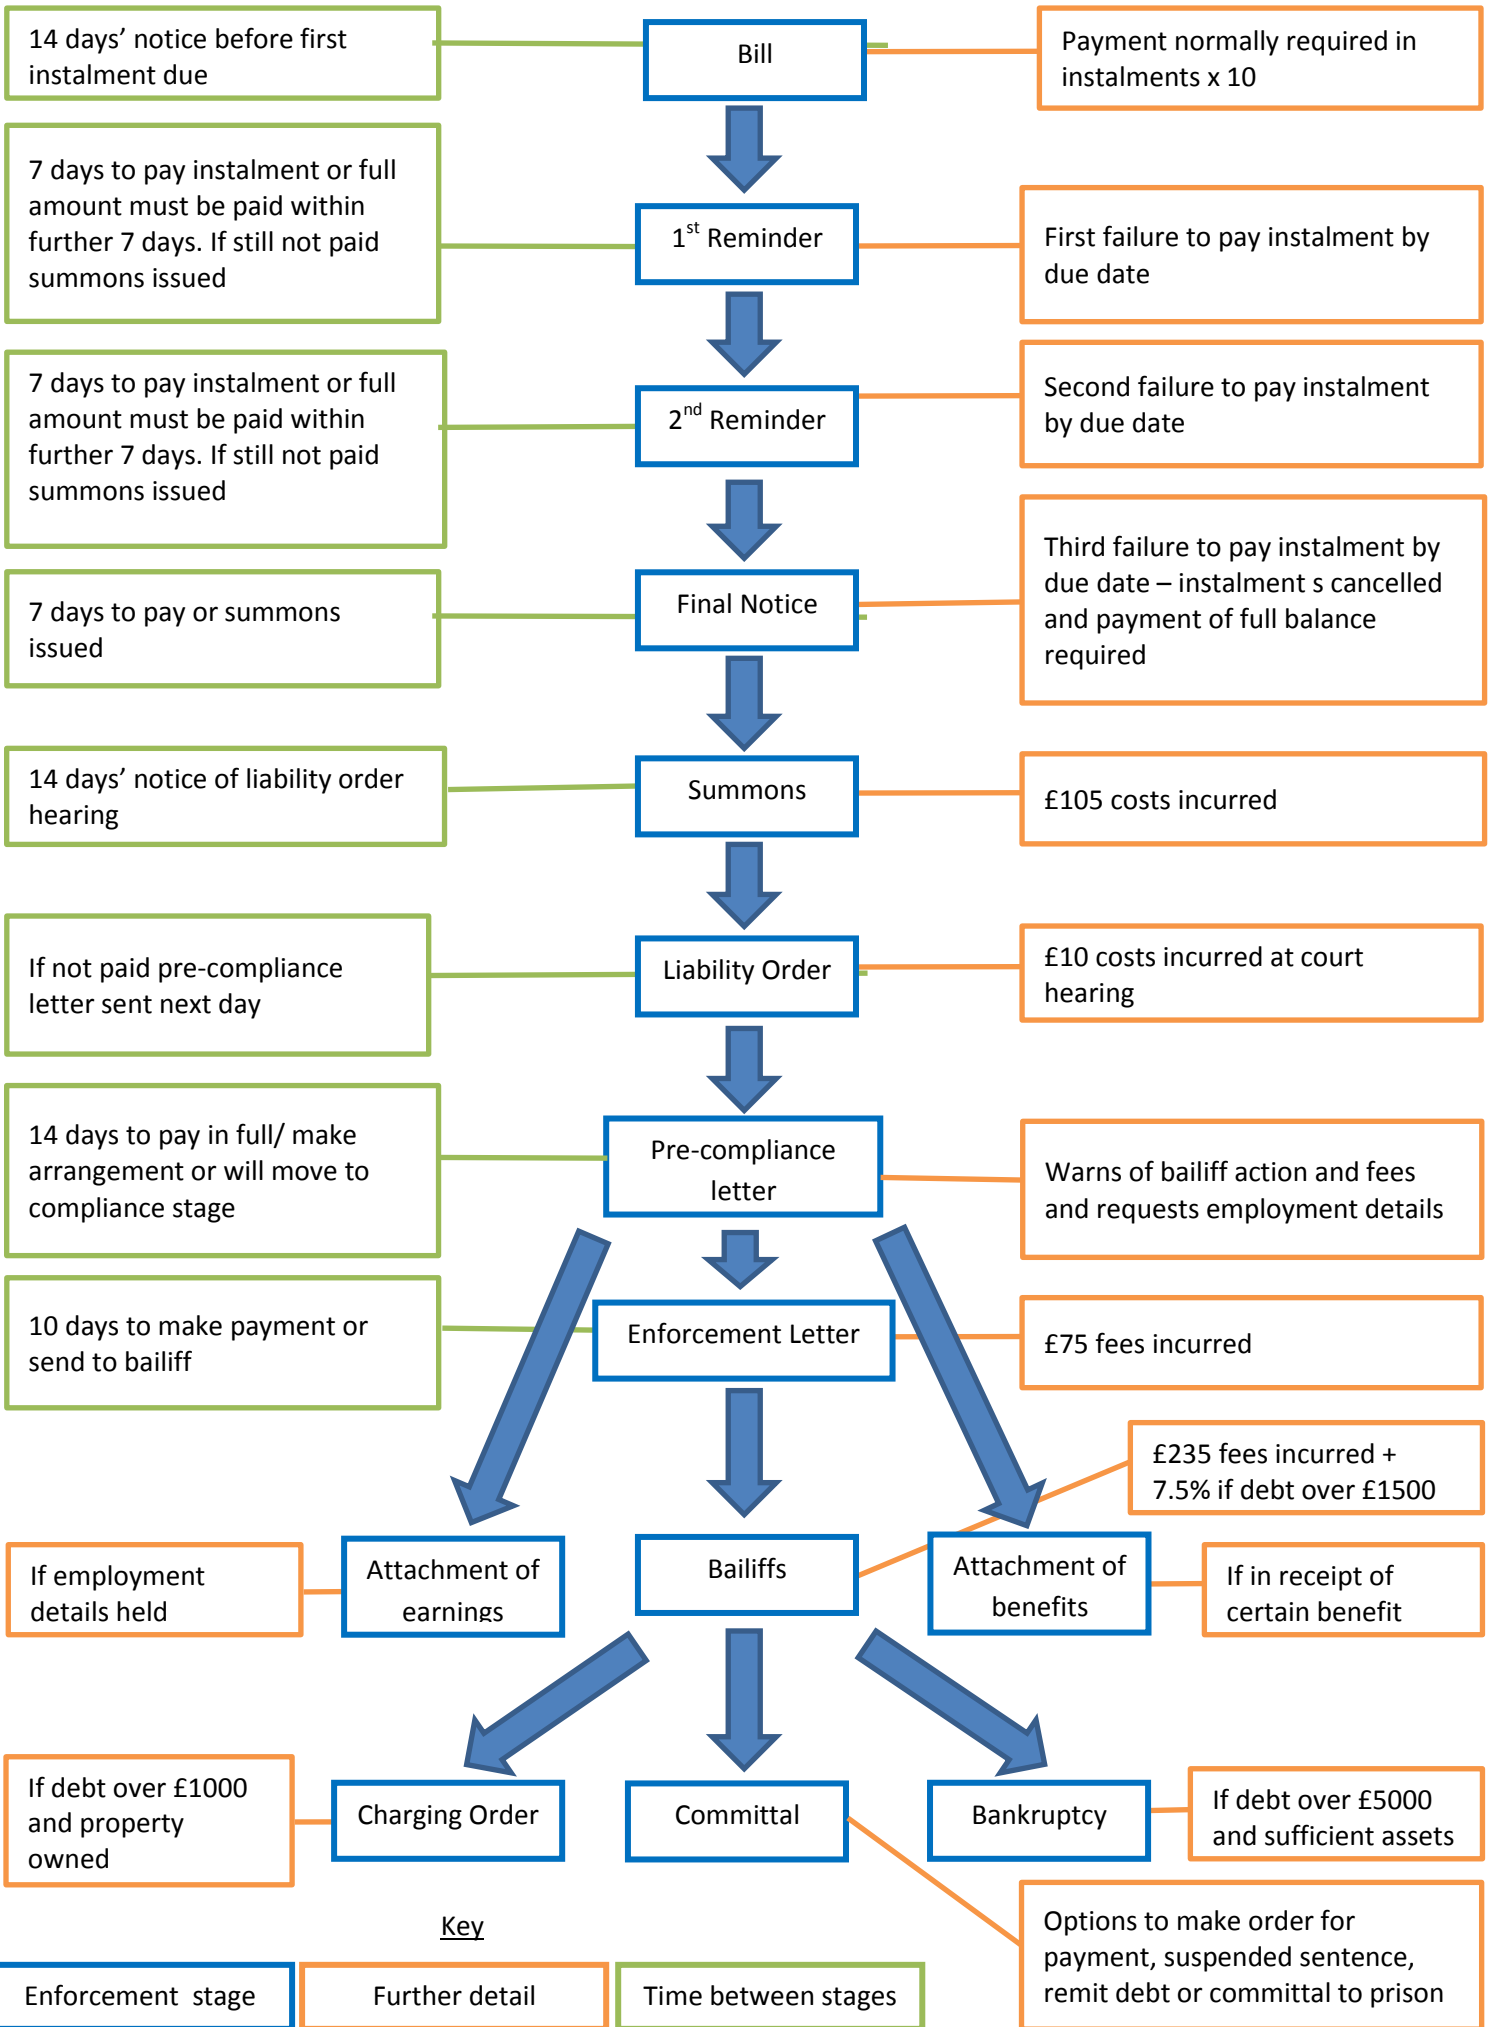 14 days’ notice before first
instalment due
Bill
Payment normally required in
instalments x 10
7 days to pay instalment or full
amount must be paid within
further 7 days. If still not paid
summons issued
1st Reminder
First failure to pay instalment by
due date
7 days to pay instalment or full
amount must be paid within
further 7 days. If still not paid
summons issued
2nd Reminder
Second failure to pay instalment
by due date
7 days to pay or summons
issued
Final Notice
Third failure to pay instalment by
due date – instalment s cancelled
and payment of full balance
required
14 days’ notice of liability order
hearing
Summons
£105 costs incurred
If not paid pre-compliance
letter sent next day
Liability Order
£10 costs incurred at court
hearing
14 days to pay in full/ make
arrangement or will move to
compliance stage
Pre-compliance
letter
Warns of bailiff action and fees
and requests employment details
10 days to make payment or
send to bailiff
Enforcement Letter
£75 fees incurred
£235 fees incurred +
7.5% if debt over £1500
If employment
details held
Attachment of
earnings
Bailiffs
Attachment of
benefits
If in receipt of
certain benefit
If debt over £1000
and property
owned
Charging Order
Committal
Bankruptcy
If debt over £5000
and sufficient assets
Options to make order for
payment, suspended sentence,
remit debt or committal to prison
Key
Enforcement  stage
Further detail
Time between stages